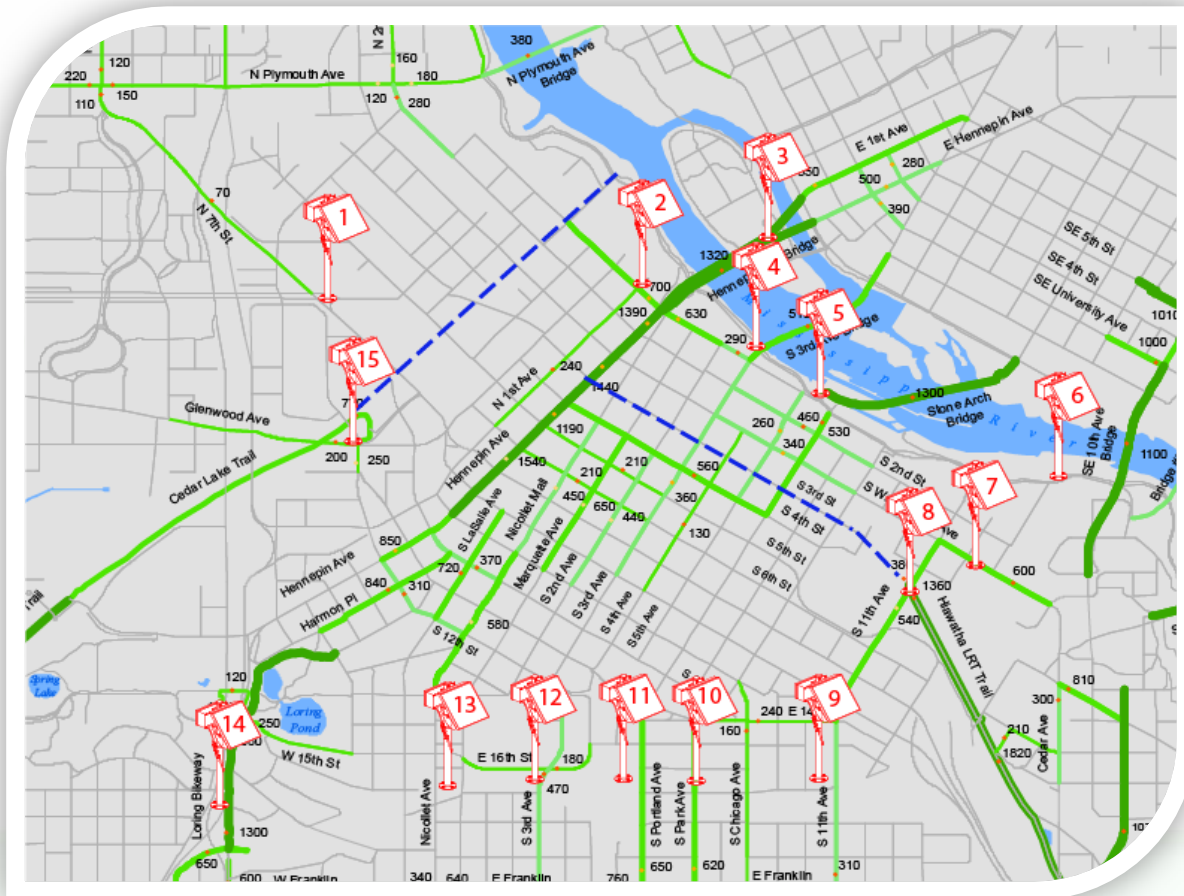 380
N 2
160
120
220
N Plymouth Ave
180
N Plymouth Ave
Bridge
110
150
120
280
E 1st Ave
E Hennepin Ave
3
280
500
70
N 7th St
1
2
390
SE 5th St
SE 4th St
SE University Ave
1320
4
Bridge
1010
700
1390
630
5
S 3rd
Bridge
290
1000
Mississippi River
15
240
1440
N 1st Ave
1300
Stone Arch
Bridge
6
Glenwood Ave
200
250
Cedar Lake Trail
1190
260
460
530
340
SE 10th Ave
Bridge
1100
Hennepin Ave
1540
210
210
560
S 2nd St
S 3rd St
S W
S LaSalle Ave
Nicollet Mall
450
650
440
360
S 4th St
7
8
130
S 5th St
S 6th St
850
Hennepin Ave
370
720
Marquette Ave
S 2nd Ave
S 3rd Ave
S 4th Ave
S 5th Ave
840
310
Harmon Pl
1360
600
S 11th Ave
540
Hiawatha LRT Trail
580
S 12th St
Spring
Lake
120
Loring
Pond
14
250
W 15th St
13
12
11
10
9
240
E 14
160
810
300
210
1820
Cedar Ave
E 16th St
180
470
Loring Bikeway
Nicollet Ave
S 3rd Ave
S Portland Ave
S Park Ave
S Chicago Ave
S 11th Ave
1300
650
600
W Franklin
340
640
E Franklin
760
650
620
E Franklin
310